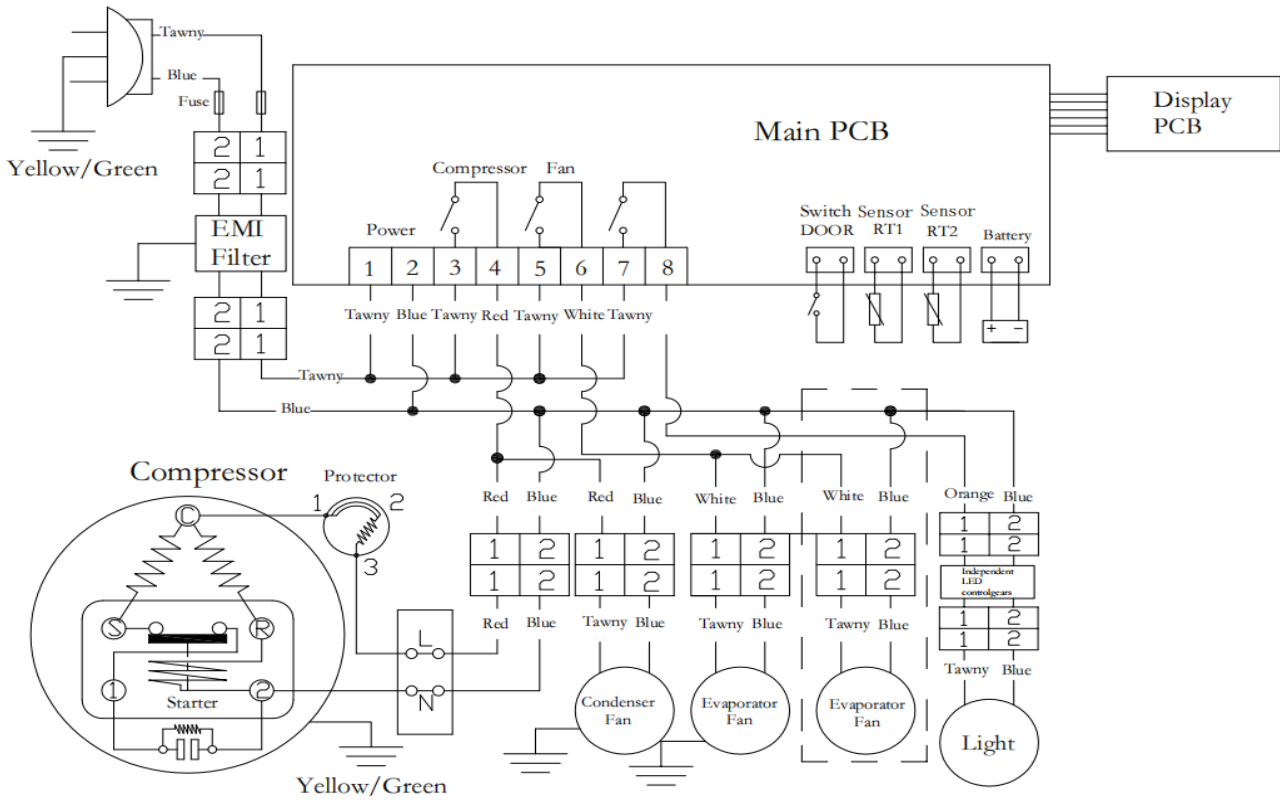 Tawny
Blue
Fuse
2 1
2 1
Yellow/Green
EMI
Filter
2 1
2 1
Main PCB
Display
PCB
Compressor Fan
Power
1 2 3 4 5 6 7 8
Switch
DOOR
Sensor
RT1
Sensor
RT2
Battery
+ -
Tawny Blue Tawny Red Tawny White Tawny
Tawny
Blue
Compressor
Protector
1 2
3
C
S R
1 2
Starter
L
N
Yellow/Green
Red Blue Red Blue White Blue White Blue Orange Blue
1 2 1 2 1 2 1 2 1 2
1 2 1 2 1 2 1 2 1 2
Independent
LED
controlgears
1 2
1 2
Red Blue Tawny Blue Tawny Blue Tawny Blue
Tawny Blue
Condenser
Fan
Evaporator
Fan
Evaporator
Fan
Light